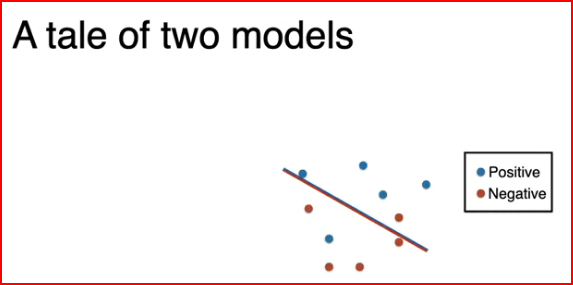 A tale of two models
Positive
Negative